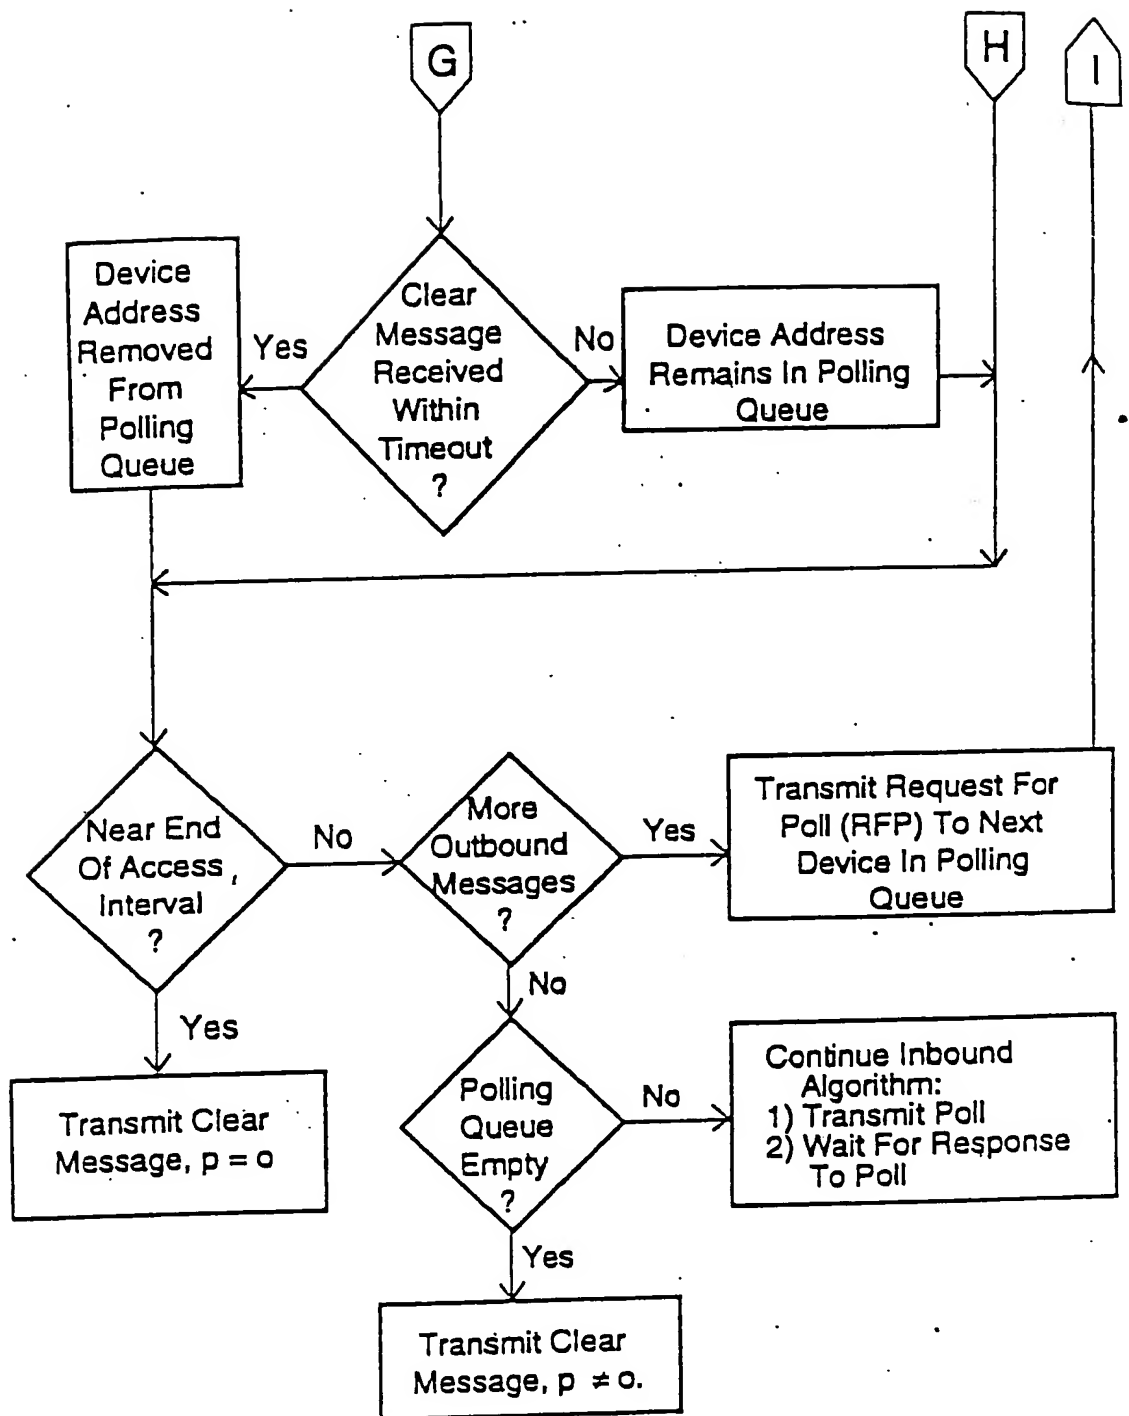 G
H
I
Device
Address
Removed
From
Polling
Queue
Yes
Clear
Message
Received
Within
Timeout
?
No
Device Address
Remains In Polling
Queue
Near End
Of Access
Interval
?
No
More
Outbound
Messages
?
Yes
Transmit Request For
Poll (RFP) To Next
Device In Polling
Queue
Yes
No
Transmit Clear
Message, p = o
Polling
Queue
Empty
?
No
Continue Inbound
Algorithm:
1) Transmit Poll
2) Wait For Response
To Poll
Yes
Transmit Clear
Message, p ≠ o.